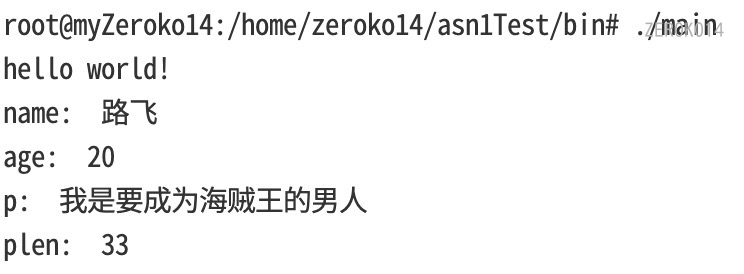 root@myZeroko14:/home/zeroko14/asn1Test/bin# ./main
ZEROKO14
hello world!
name:  路飞
age:  20
p:  我是要成为海贼王的男人
plen:  33